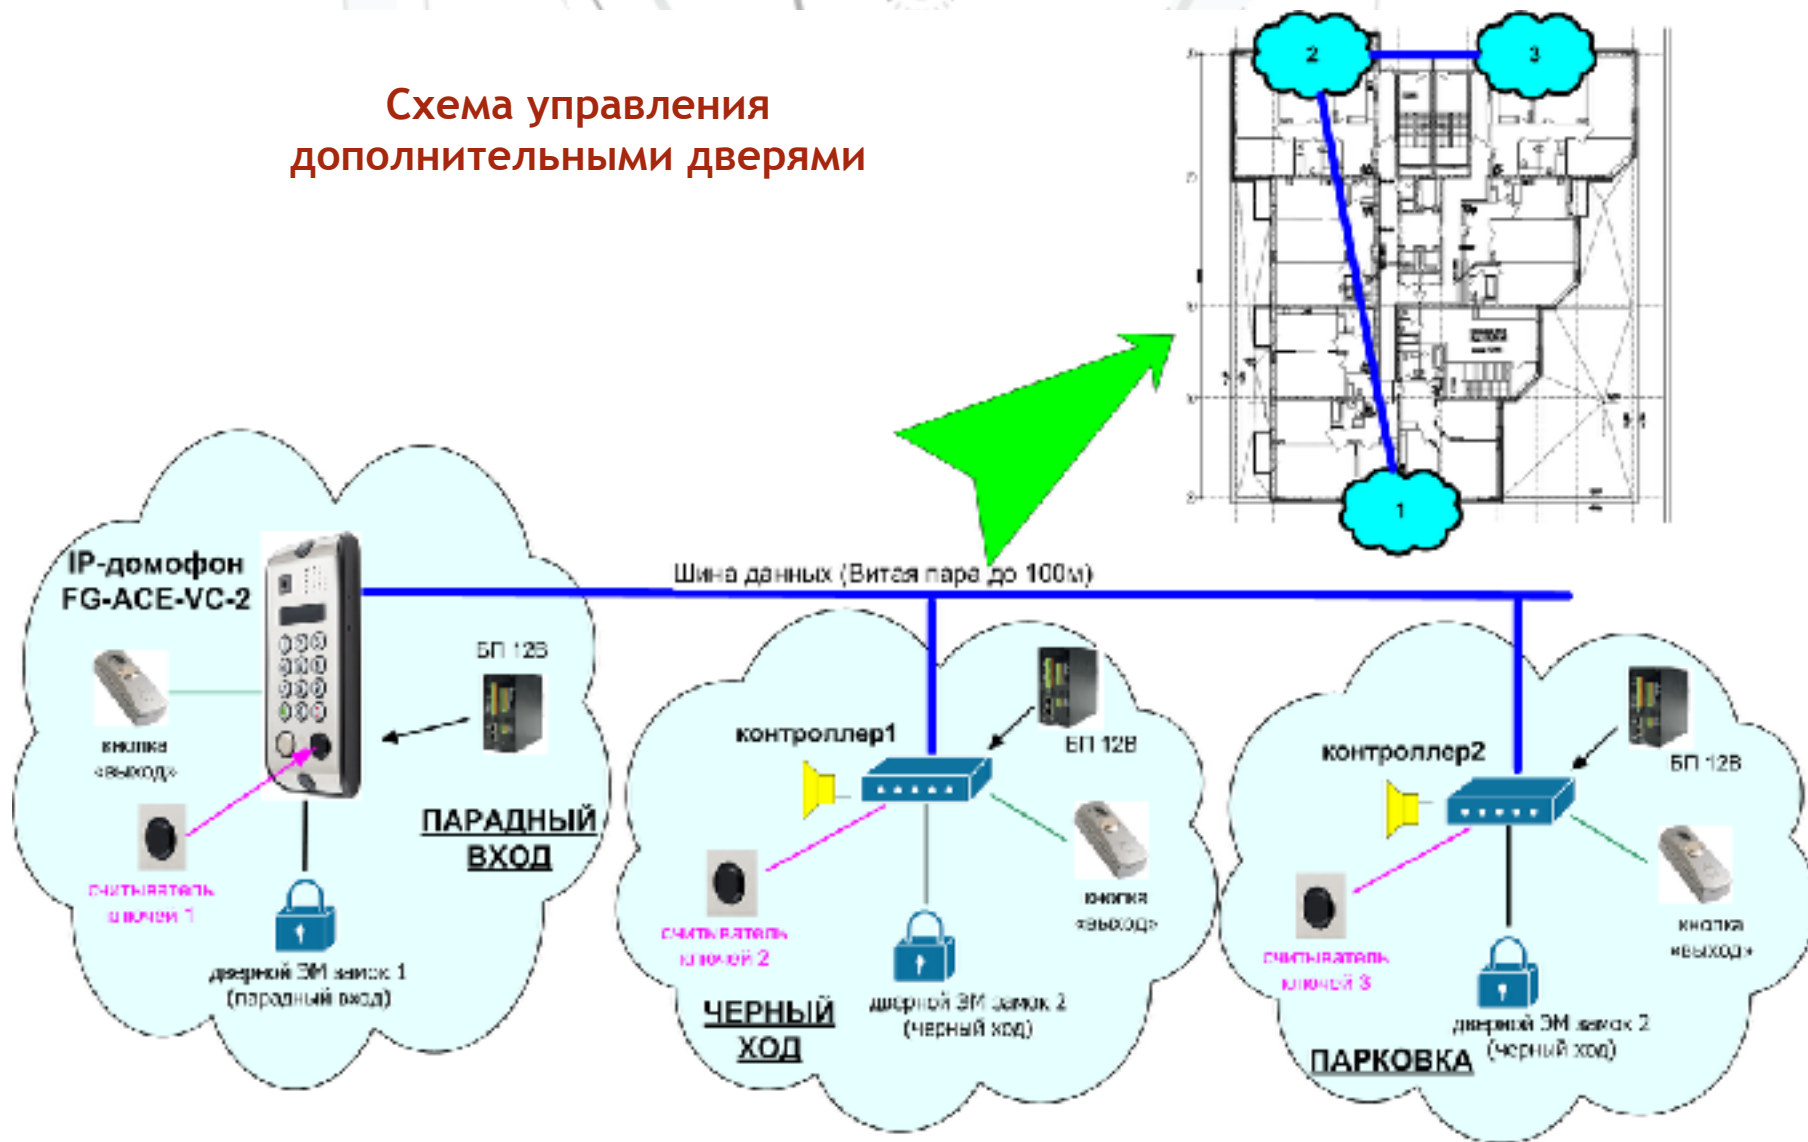 Схема управления
дополнительными дверями
2
3
1
IP-домофон
FG-ACE-VC-2
Шина данных (Витая пара до 100м)
БП 12В
кнопка
«выход»
считыватель
ключей 1
ПАРАДНЫЙ
ВХОД
дверной ЭМ замок 1
(парадный вход)
контроллер1
БП 12В
считыватель
ключей 2
кнопка
«выход»
дверной ЭМ замок 2
(черный ход)
ЧЕРНЫЙ
ХОД
контроллер2
БП 12В
считыватель
ключей 3
кнопка
«выход»
дверной ЭМ замок 2
(черный ход)
ПАРКОВКА